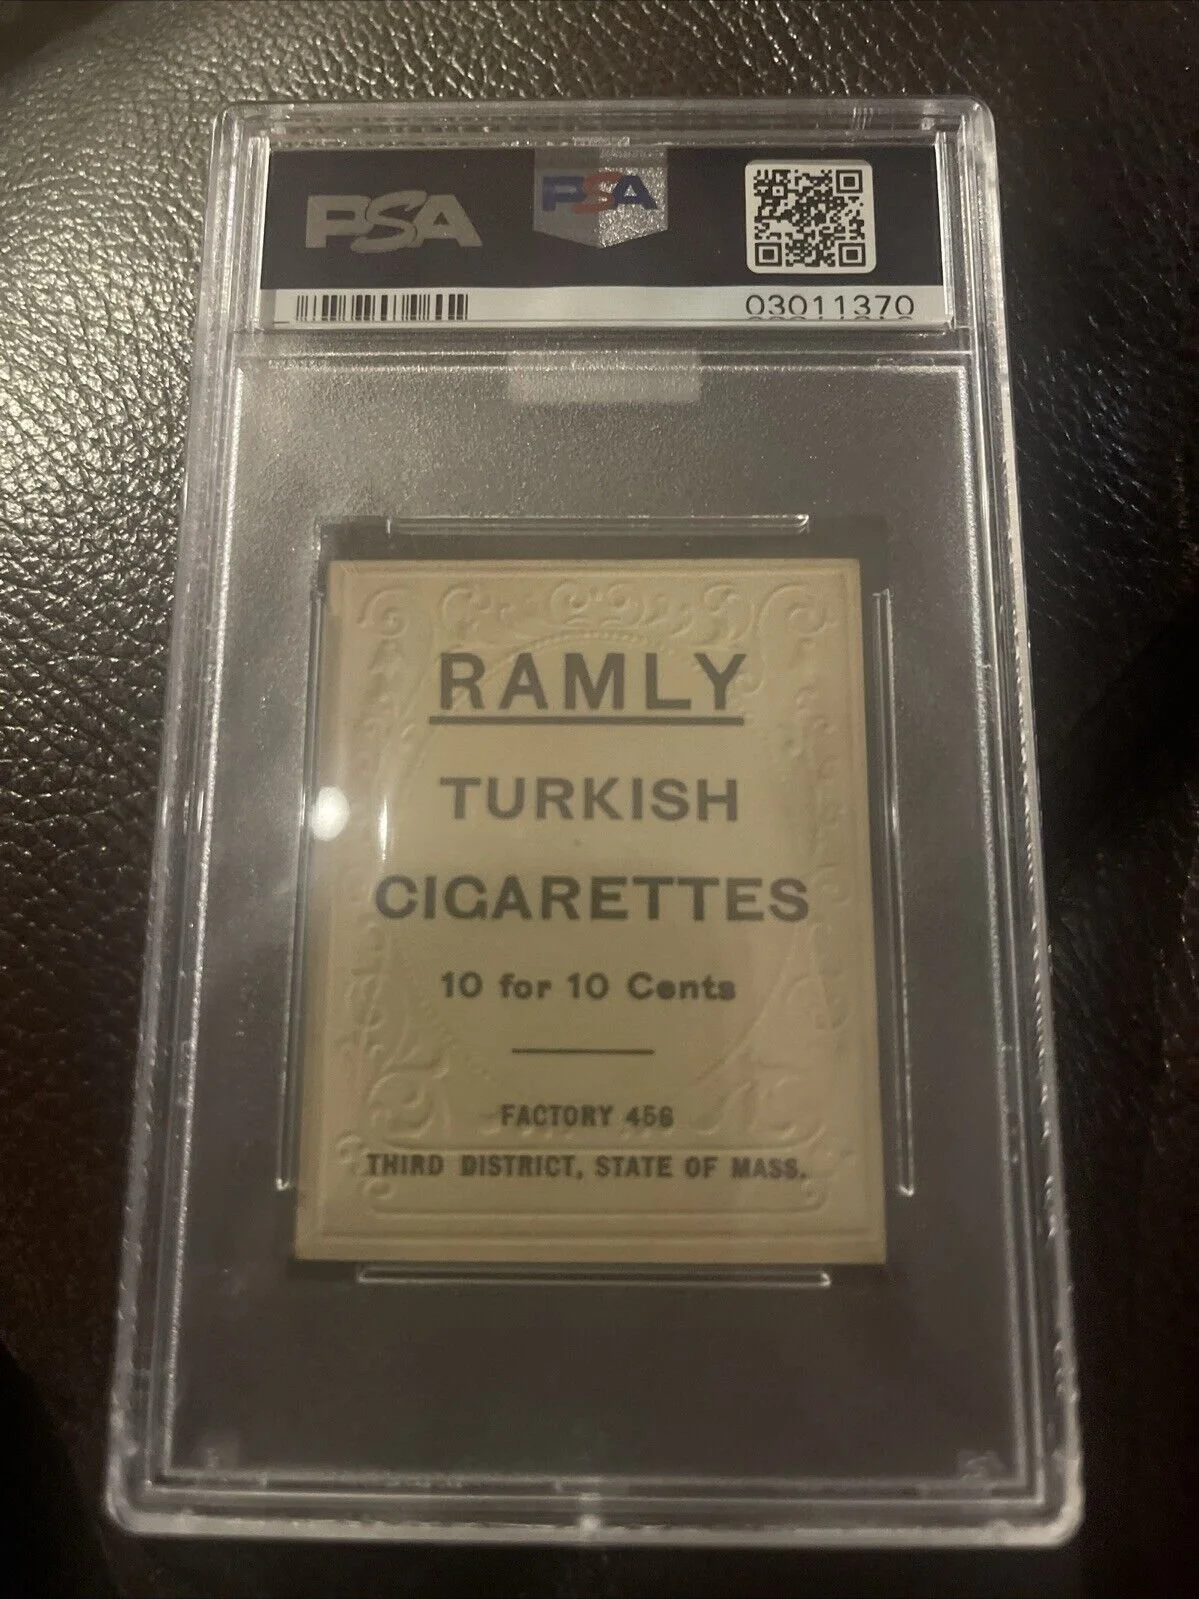 PSA PSA
03011370
RAMLY
TURKISH
CIGARETTES
10 for 10 Cents
FACTORY 456
THIRD DISTRICT, STATE OF MASS.